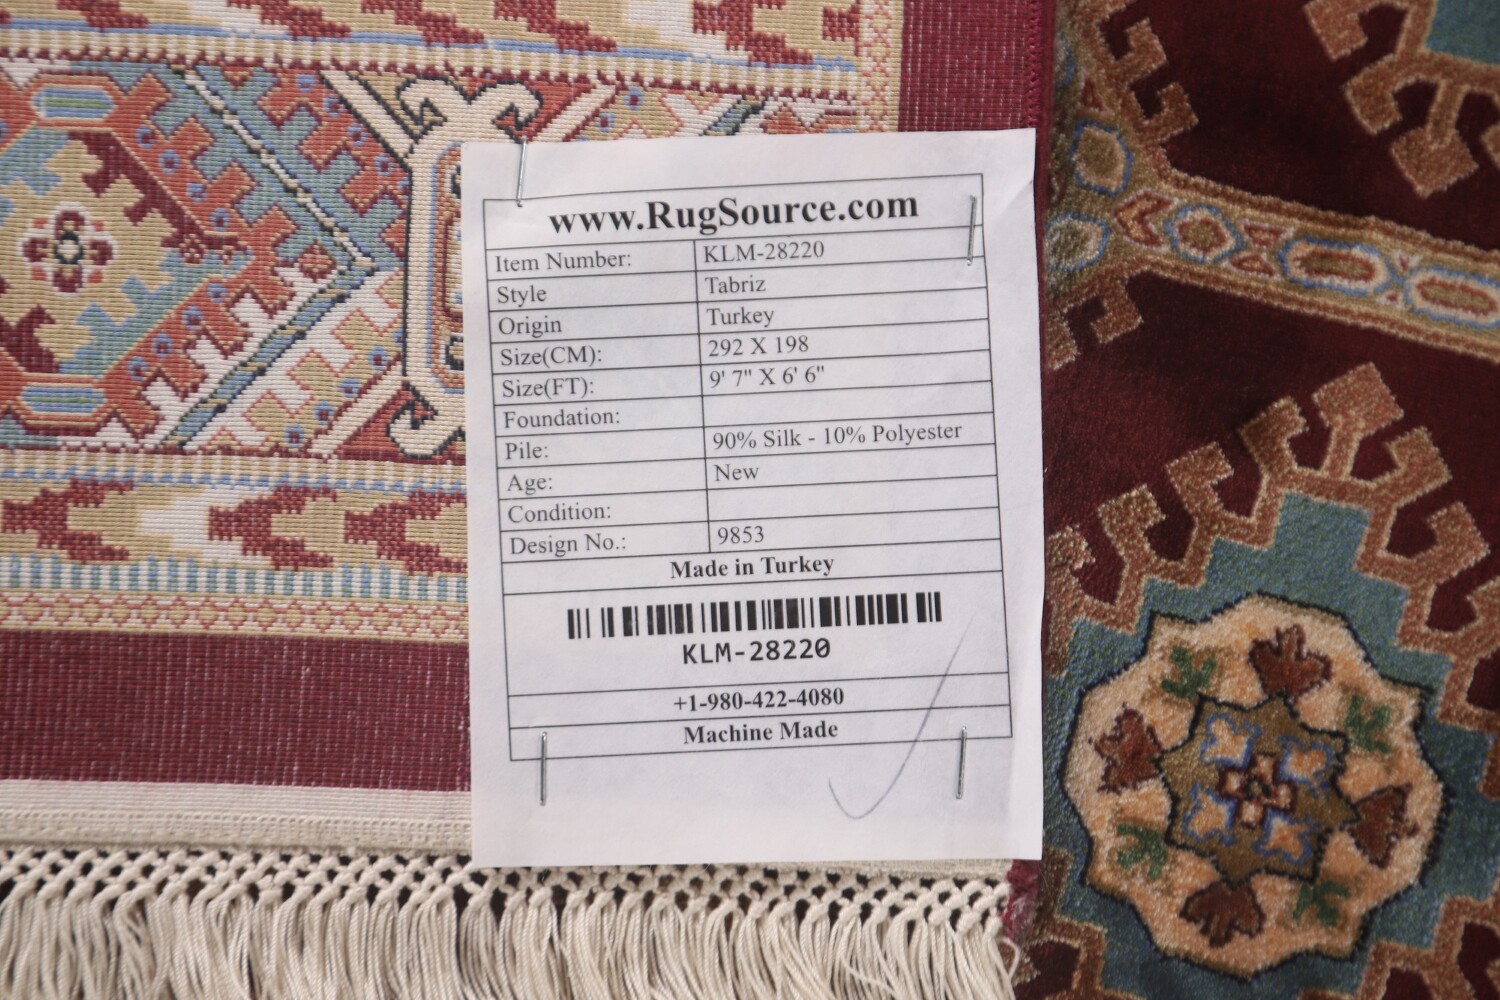 www.RugSource.com
Item Number: KLM-28220
Style Tabriz
Origin Turkey
Size(CM): 292 X 198
Size(FT): 9' 7" X 6' 6"
Foundation:
Pile: 90% Silk - 10% Polyester
Age: New
Condition:
Design No.: 9853
Made in Turkey
KLM-28220
+1-980-422-4080
Machine Made